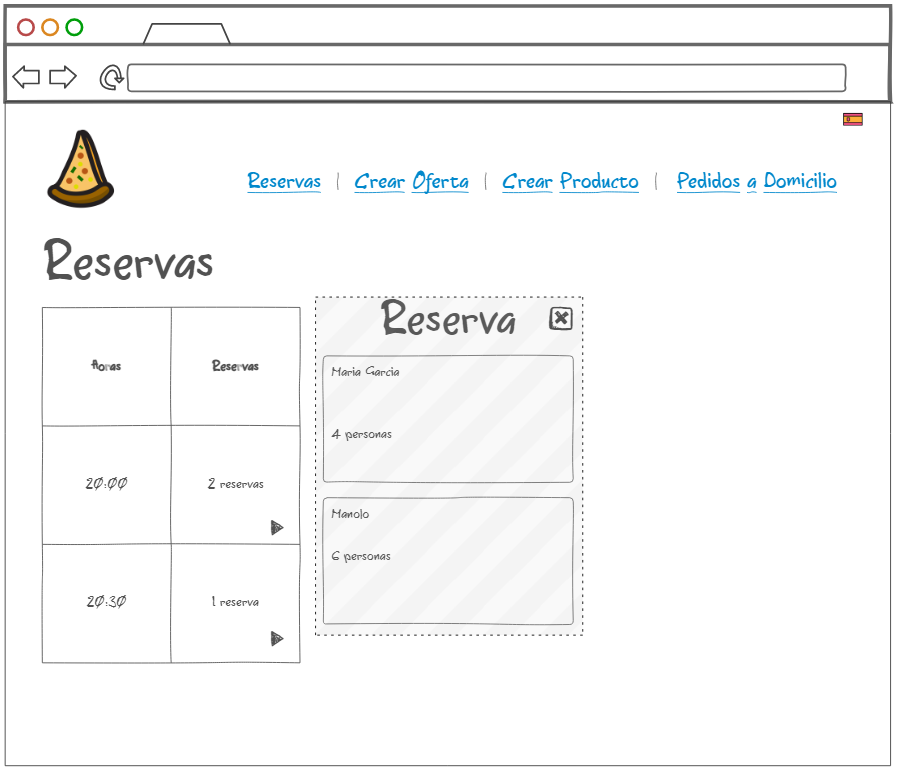 Reservas | Crear Oferta | Crear Producto | Pedidos a Domicilio
Reservas
Horas Reservas
20:00 2 reservas
20:30 1 reserva
Reserva
Maria Garcia
4 personas
Manolo
6 personas